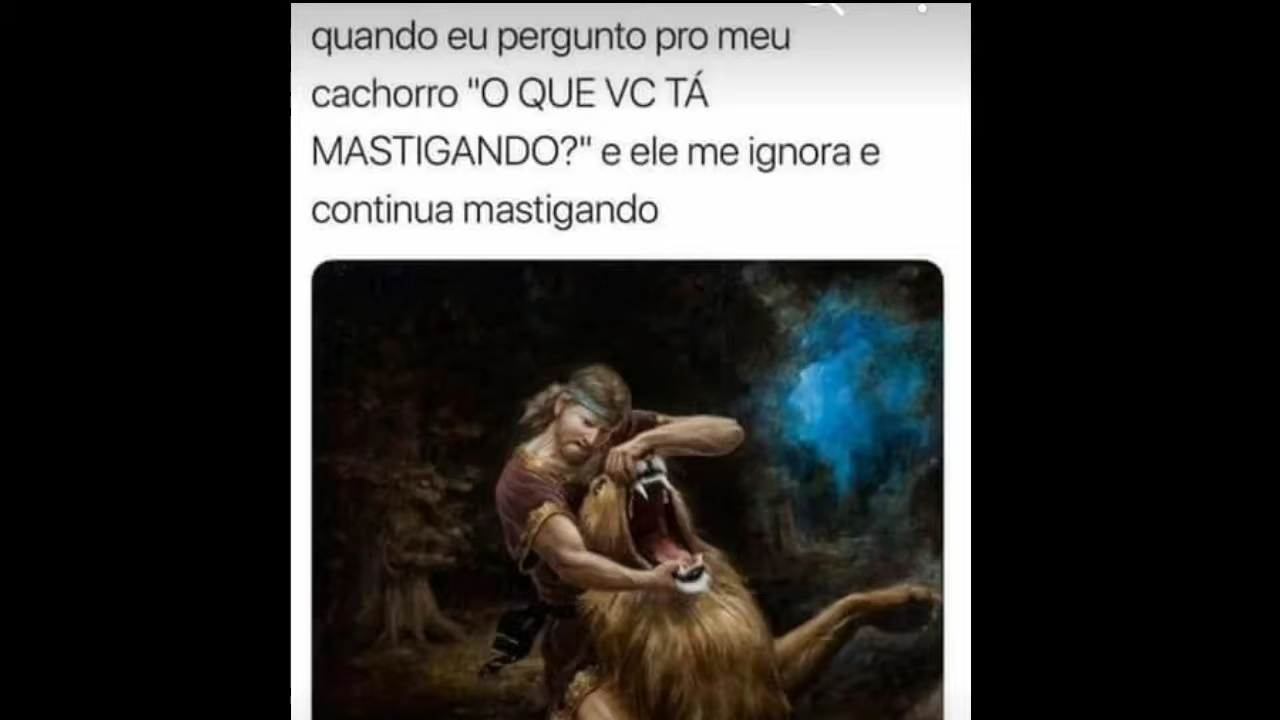 quando eu pergunto pro meu
cachorro "O QUE VC TÁ
MASTIGANDO?" e ele me ignora e
continua mastigando